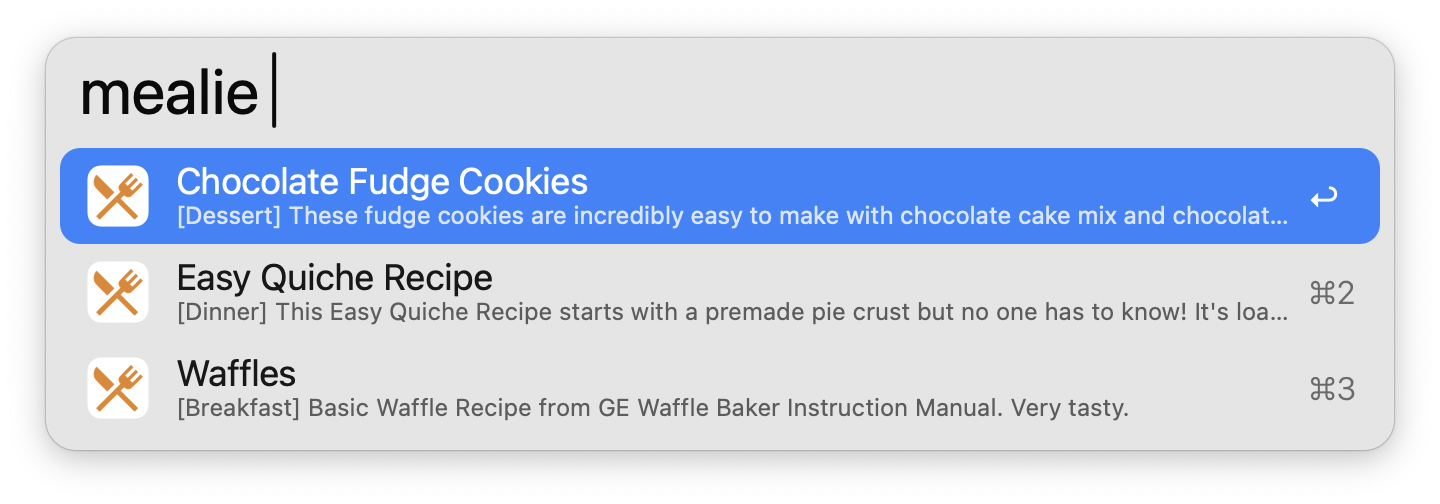 mealie
Chocolate Fudge Cookies
[Dessert] These fudge cookies are incredibly easy to make with chocolate cake mix and chocolat...
Easy Quiche Recipe
[Dinner] This Easy Quiche Recipe starts with a premade pie crust but no one has to know! It's loa...
⌘2
Waffles
[Breakfast] Basic Waffle Recipe from GE Waffle Baker Instruction Manual. Very tasty.
⌘3